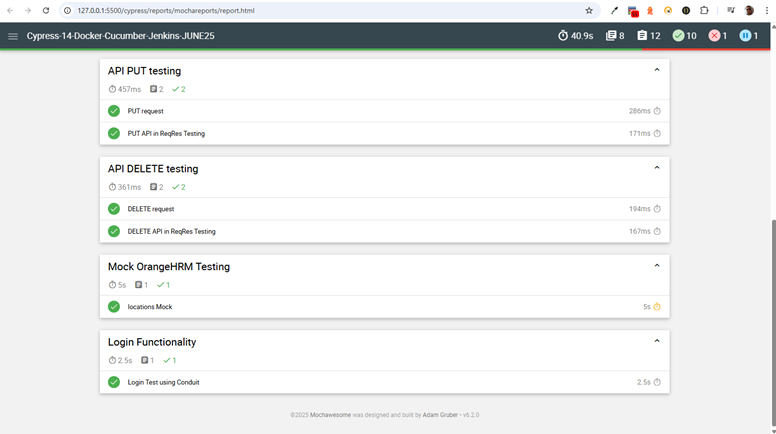 127.0.0.1:5500/cypress/reports/mochareports/report.html
Cypress-14-Docker-Cucumber-Jenkins-JUNE25 40.9s 8 12 10 1 1
API PUT testing
457ms 2 2
PUT request 286ms
PUT API in ReqRes Testing 171ms
API DELETE testing
361ms 2 2
DELETE request 194ms
DELETE API in ReqRes Testing 167ms
Mock OrangeHRM Testing
5s 1 1
locations Mock 5s
Login Functionality
2.5s 1 1
Login Test using Conduit 2.5s
©2025 Mochawesome was designed and built by Adam Gruber • v6.2.0